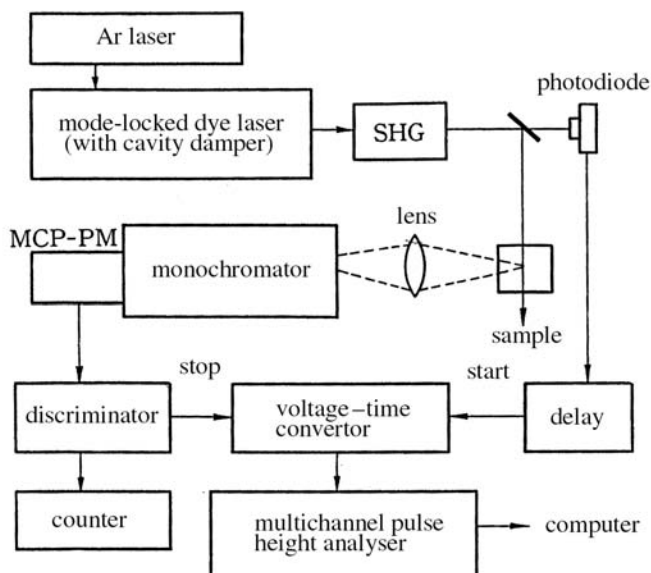 Ar laser
photodiode
mode-locked dye laser
(with cavity damper)
SHG
lens
MCP-PM
monochromator
sample
stop
start
discriminator
voltage–time
convertor
delay
counter
multichannel pulse
height analyser
computer